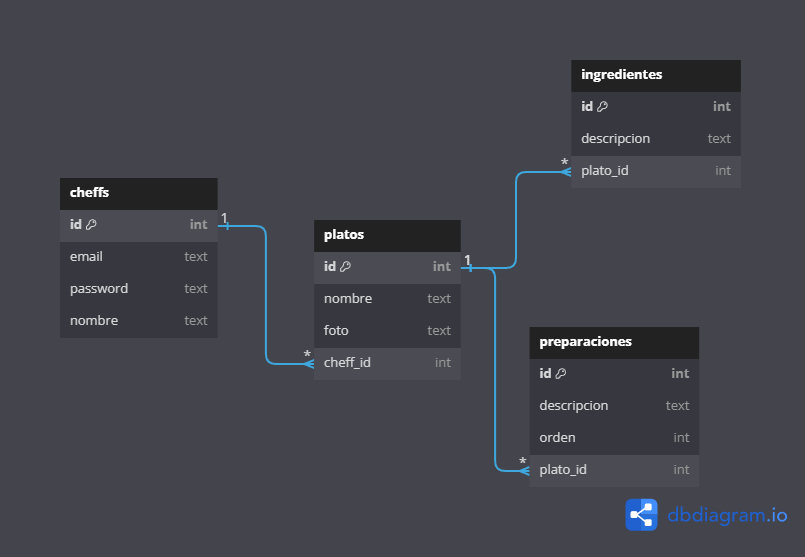 cheffs
id int
email text
password text
nombre text
1
*
platos
id int
nombre text
foto text
cheff_id int
1
*
ingredientes
id int
descripcion text
plato_id int
*
preparaciones
id int
descripcion text
orden int
plato_id int
dbdiagram.io